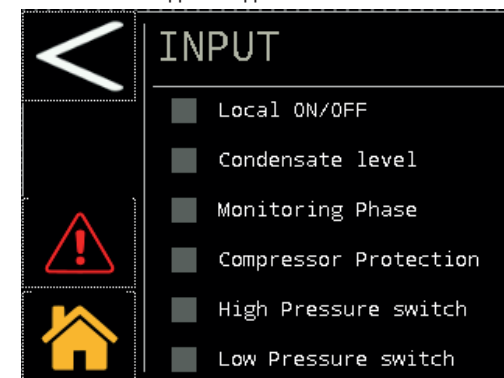 INPUT
Local ON/OFF
Condensate level
Monitoring Phase
Compressor Protection
High Pressure switch
Low Pressure switch